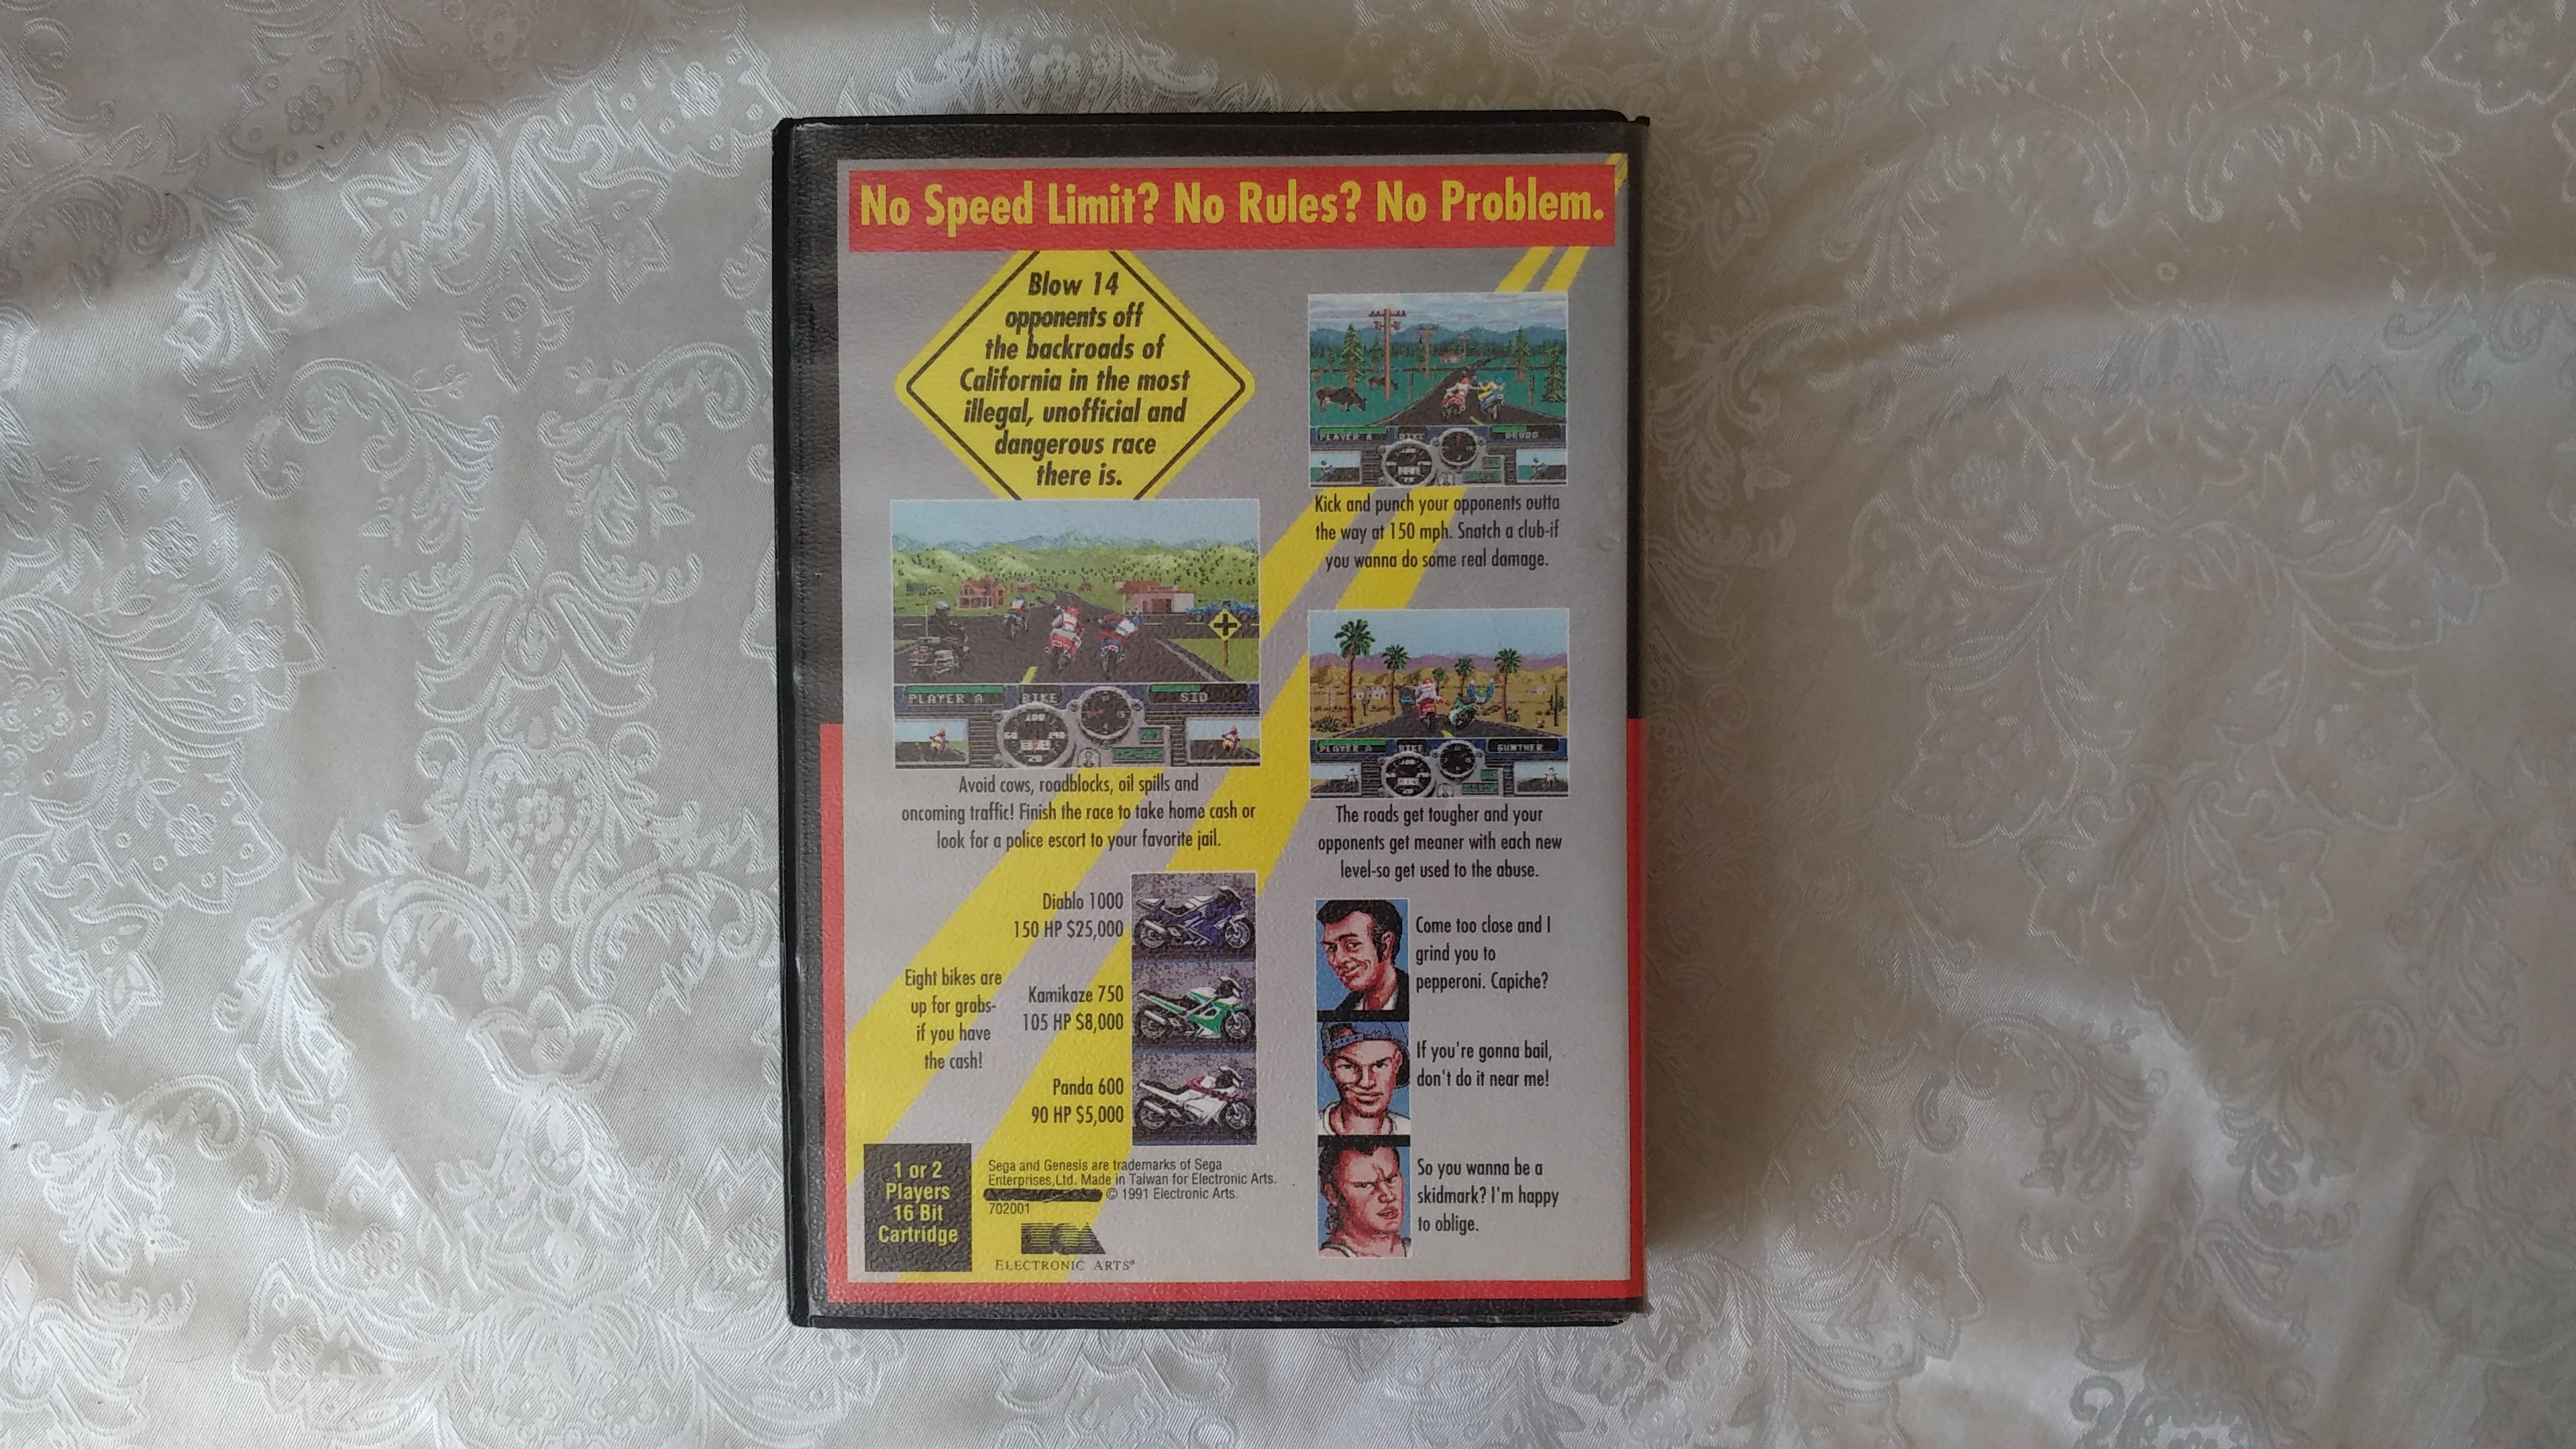 No Speed Limit? No Rules? No Problem.
Blow 14
opponents off
the backroads of
California in the most
illegal, unofficial and
dangerous race
there is.
PLAYER A BIKE SID
Avoid cows, roadblocks, oil spills and
oncoming traffic! Finish the race to take home cash or
look for a police escort to your favorite jail.
Eight bikes are
up for grabs-
if you have
the cash!
Diablo 1000
150 HP $25,000
Kamikaze 750
105 HP $8,000
Panda 600
90 HP $5,000
1 or 2
Players
16 Bit
Cartridge
Sega and Genesis are trademarks of Sega
Enterprises,Ltd. Made in Taiwan for Electronic Arts.
© 1991 Electronic Arts.
702001
ELECTRONIC ARTS®
PLAYER A BIKE
Kick and punch your opponents outta
the way at 150 mph. Snatch a club-if
you wanna do some real damage.
PLAYER A BIKE GUNTHER
The roads get tougher and your
opponents get meaner with each new
level-so get used to the abuse.
Come too close and I
grind you to
pepperoni. Capiche?
If you're gonna bail,
don't do it near me!
So you wanna be a
skidmark? I'm happy
to oblige.